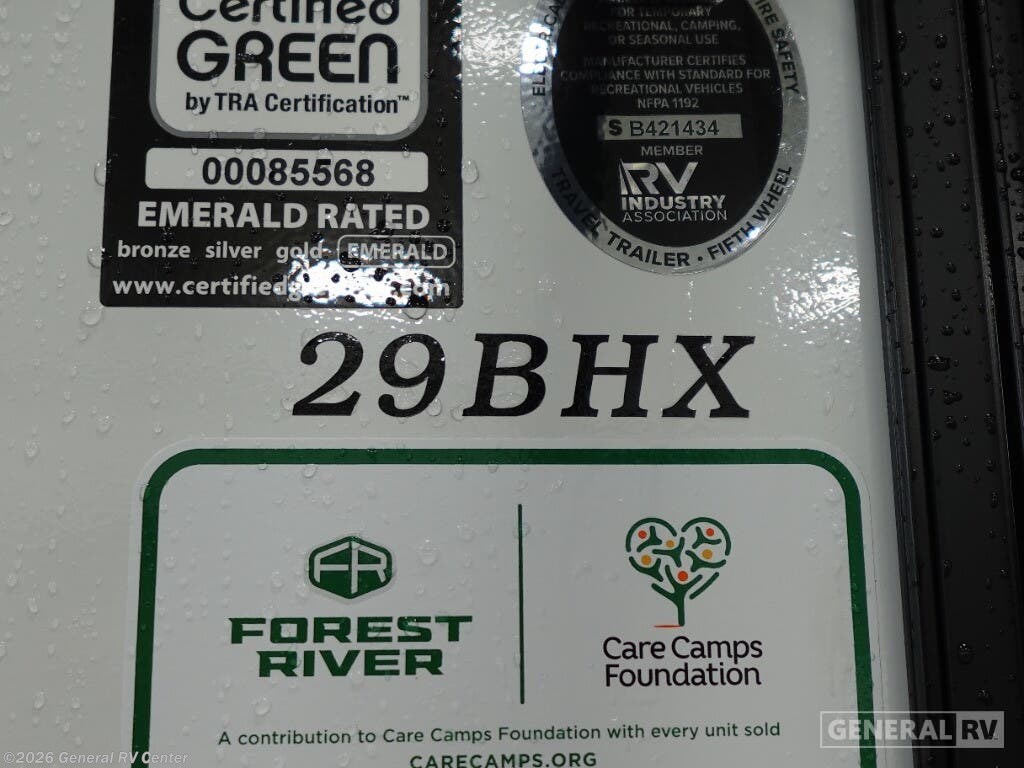 Certified
GREEN
by TRA Certification™
00085568
EMERALD RATED
bronze silver gold EMERALD
FOR TEMPORARY
RECREATIONAL, CAMPING,
OR SEASONAL USE
MANUFACTURER CERTIFIES
COMPLIANCE WITH STANDARD FOR
RECREATIONAL VEHICLES
NFPA 1192
S B421434
MEMBER
RV
INDUSTRY
ASSOCIATION
TRAVEL TRAILER • FIFTH WHEEL
SAFETY
29BHX
FR
FOREST
RIVER
Care Camps
Foundation
A contribution to Care Camps Foundation with every unit sold
CARECAMPS.ORG
GENERAL RV
©2026 General RV Center